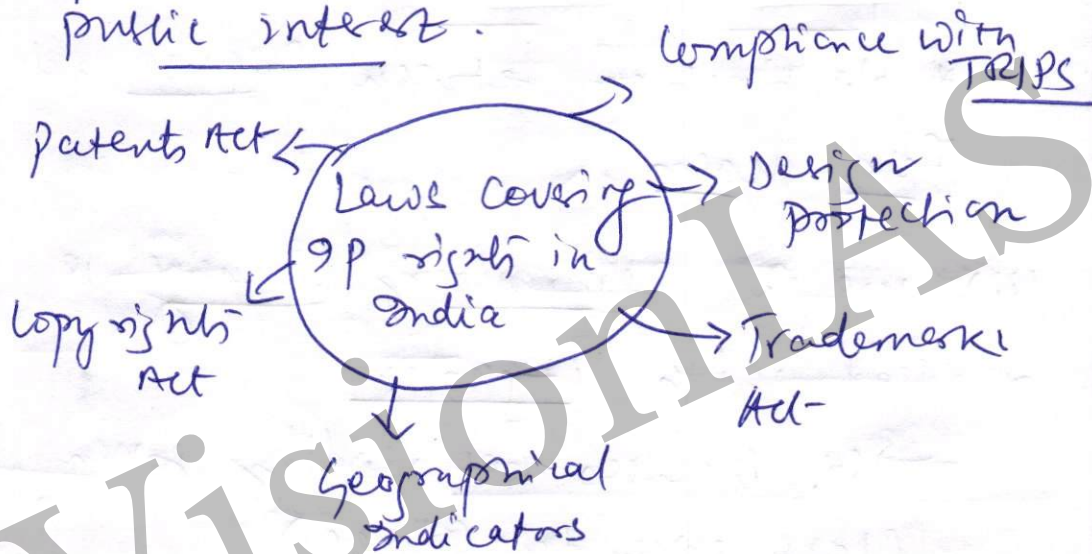 public interest.
Compliance with
TRIPS
Patents Act
Laws Covering
IP rights in
India
Design
protection
Copyrights
Act
Trademarks
Act
Geographical
Indicators
VisionIAS